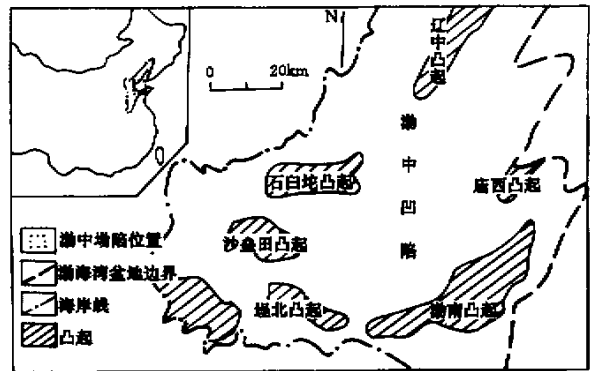 N
0 20km
辽中凸起
渤中凹陷
石臼坨凸起
庙西凸起
沙垒田凸起
埕北凸起
渤南凸起
渤中坳陷位置
渤海湾盆地边界
海岸线
凸起